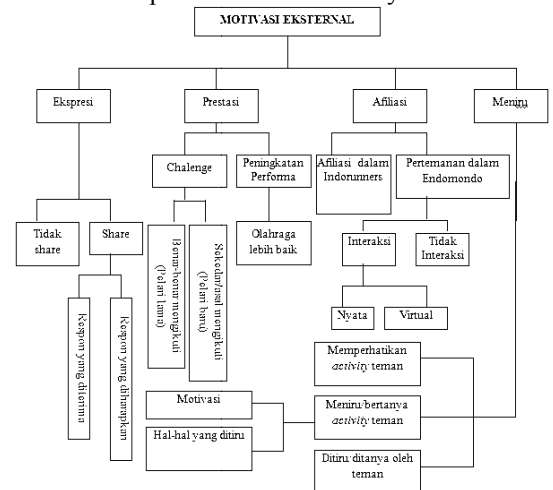 MOTIVASI EKSTERNAL
Ekspresi
Prestasi
Afiliasi
Meniru
Chalenge
Peningkatan
Performa
Afiliasi dalam
Indorunners
Pertemanan dalam
Endomondo
Tidak
share
Share
Benar-benar mengikuti
(Pelari lama)
Sekedar/asal mengikuti
(Pelari baru)
Olahraga
lebih baik
Interaksi
Tidak
Interaksi
Nyata
Virtual
Respon yang diterima
Respon yang diharapkan
Memperhatikan
activity teman
Motivasi
Meniru/bertanya
activity teman
Hal-hal yang ditiru
Ditiru/ditanya oleh
teman